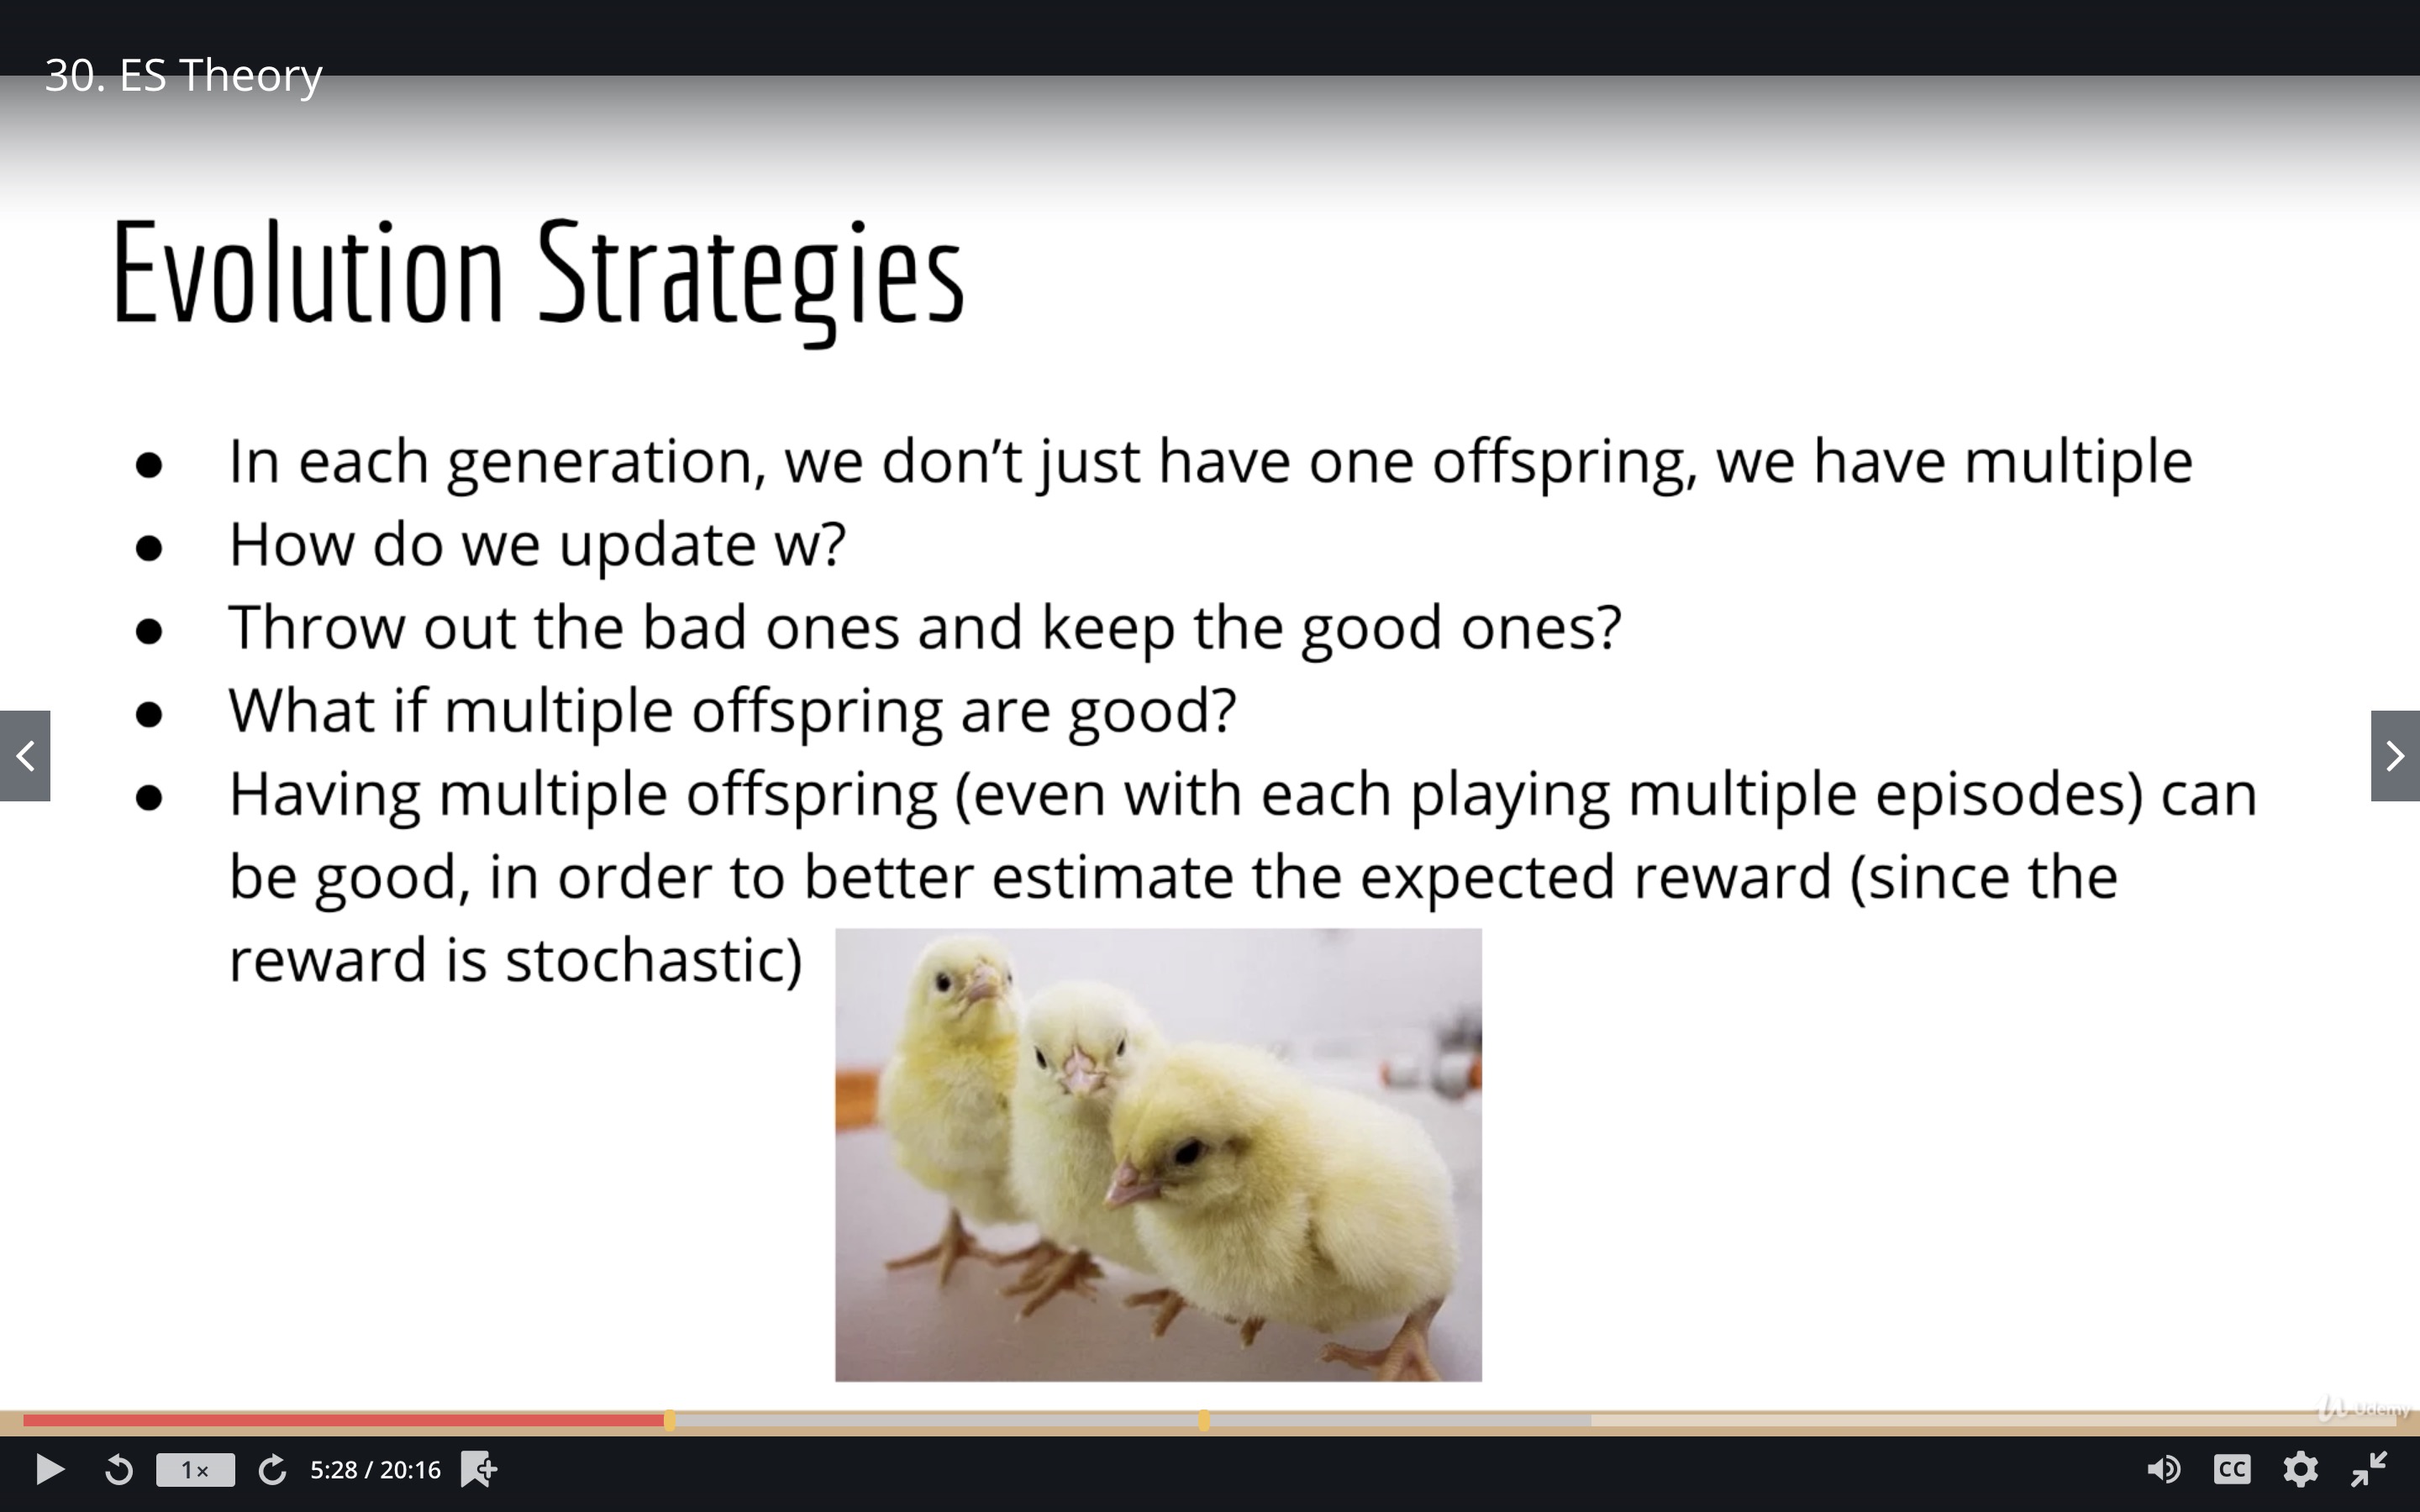 30. ES Theory
Evolution Strategies
● In each generation, we don’t just have one offspring, we have multiple
● How do we update w?
● Throw out the bad ones and keep the good ones?
● What if multiple offspring are good?
● Having multiple offspring (even with each playing multiple episodes) can
be good, in order to better estimate the expected reward (since the
reward is stochastic)
Udemy
1×
5:28 / 20:16
CC